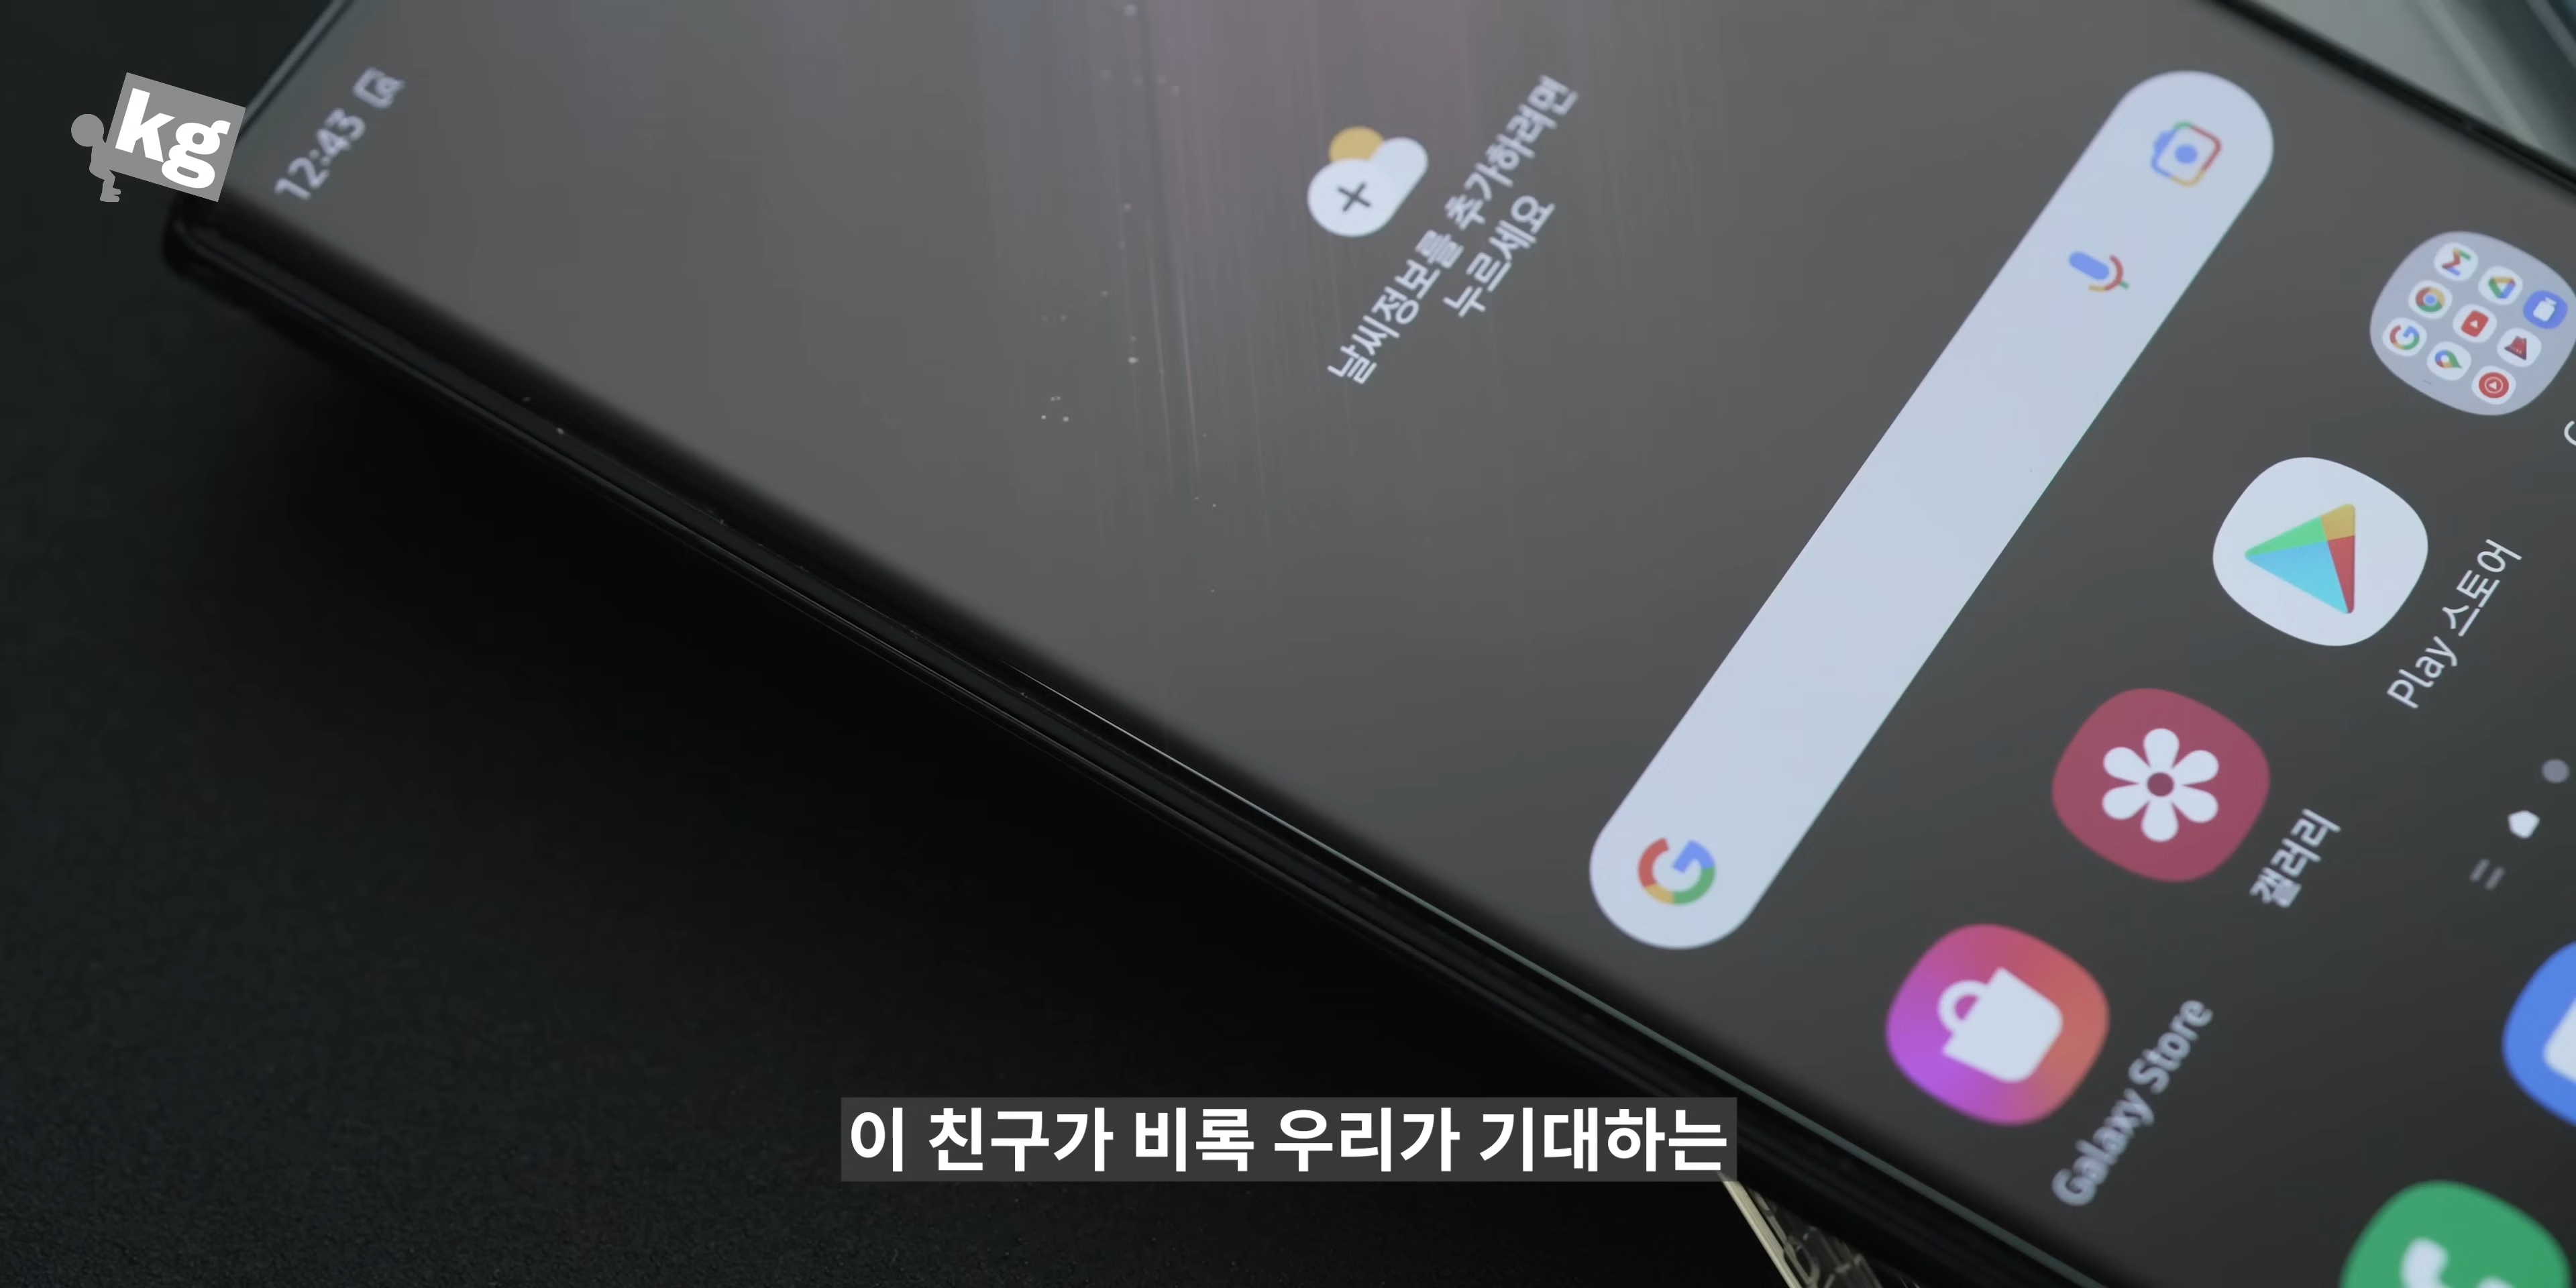 kg
12:43
날씨정보를 추가하려면
누르세요
Play 스토어
갤러리
Galaxy Store
이 친구가 비록 우리가 기대하는